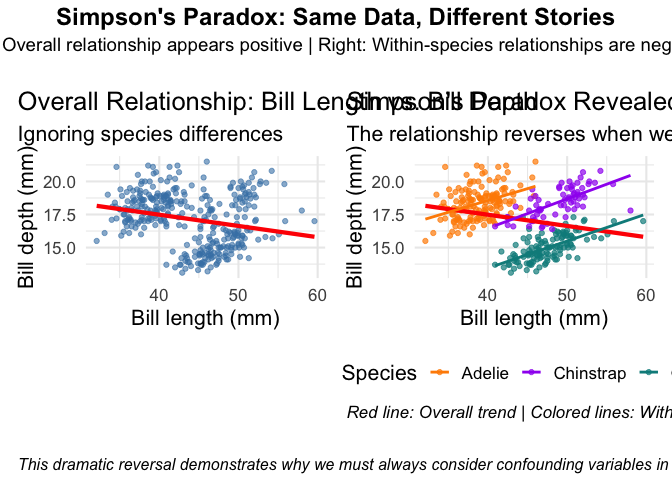 Simpson's Paradox: Same Data, Different Stories
Overall relationship appears positive | Right: Within-species relationships are neg
Overall Relationship: Bill Length vs. Bill Depth
Simpson's Paradox Revealed
Ignoring species differences
The relationship reverses when we
Bill depth (mm)
20.0
17.5
15.0
40
50
60
Bill length (mm)
Bill depth (mm)
20.0
17.5
15.0
40
50
60
Bill length (mm)
Species
Adelie
Chinstrap
Red line: Overall trend | Colored lines: With
This dramatic reversal demonstrates why we must always consider confounding variables in